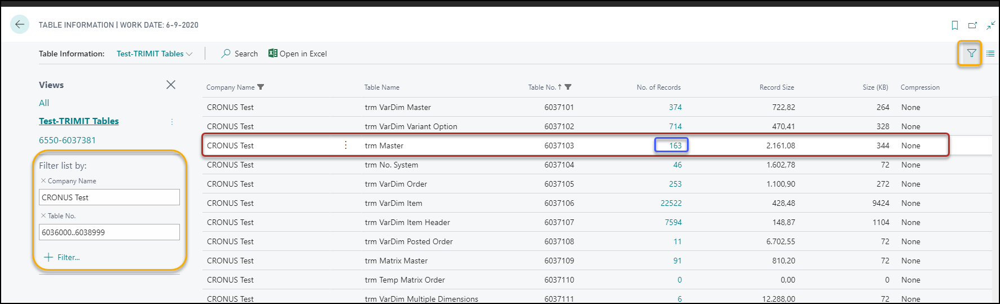 TABLE INFORMATION | WORK DATE: 6-9-2020
Table Information: Test-TRIMIT Tables Search Open in Excel
Views
All
Test-TRIMIT Tables
6550-6037381
Filter list by:
Company Name
CRONUS Test
Table No.
6036000..6038999
Filter...
Company Name Table Name Table No. ↑ No. of Records Record Size Size (KB) Compression
CRONUS Test trm VarDim Master 6037101 374 722,82 264 None
CRONUS Test trm VarDim Variant Option 6037102 714 470,41 328 None
CRONUS Test trm Master 6037103 163 2.161,08 344 None
CRONUS Test trm No. System 6037104 46 1.602,78 72 None
CRONUS Test trm VarDim Order 6037105 253 1.100,90 272 None
CRONUS Test trm VarDim Item 6037106 22522 428,48 9424 None
CRONUS Test trm VarDim Item Header 6037107 7594 148,87 1104 None
CRONUS Test trm VarDim Posted Order 6037108 11 6.702,55 72 None
CRONUS Test trm Matrix Master 6037109 91 810,20 72 None
CRONUS Test trm Temp Matrix Order 6037110 0 0,00 0 None
CRONUS Test trm VarDim Multiple Dimensions 6037111 6 12.288,00 72 None